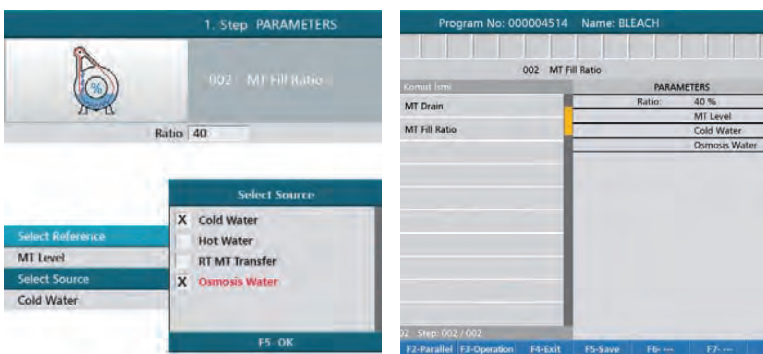 1. Step PARAMETERS
%
002 MT Fill Ratio
Ratio 40
Select Source
X Cold Water
Hot Water
RT MT Transfer
X Osmosis Water
F5 OK
Select Reference
MT Level
Select Source
Cold Water
Program No: 000004514 Name: BLEACH
002 MT Fill Ratio
Komut İsmi
PARAMETERS
MT Drain
MT Fill Ratio
Ratio: 40 %
MT Level
Cold Water
Osmosis Water
02 - Step: 002 / 002
F2-Parallel F3-Operation F4-Exit F5-Save F6- --- F7- ---